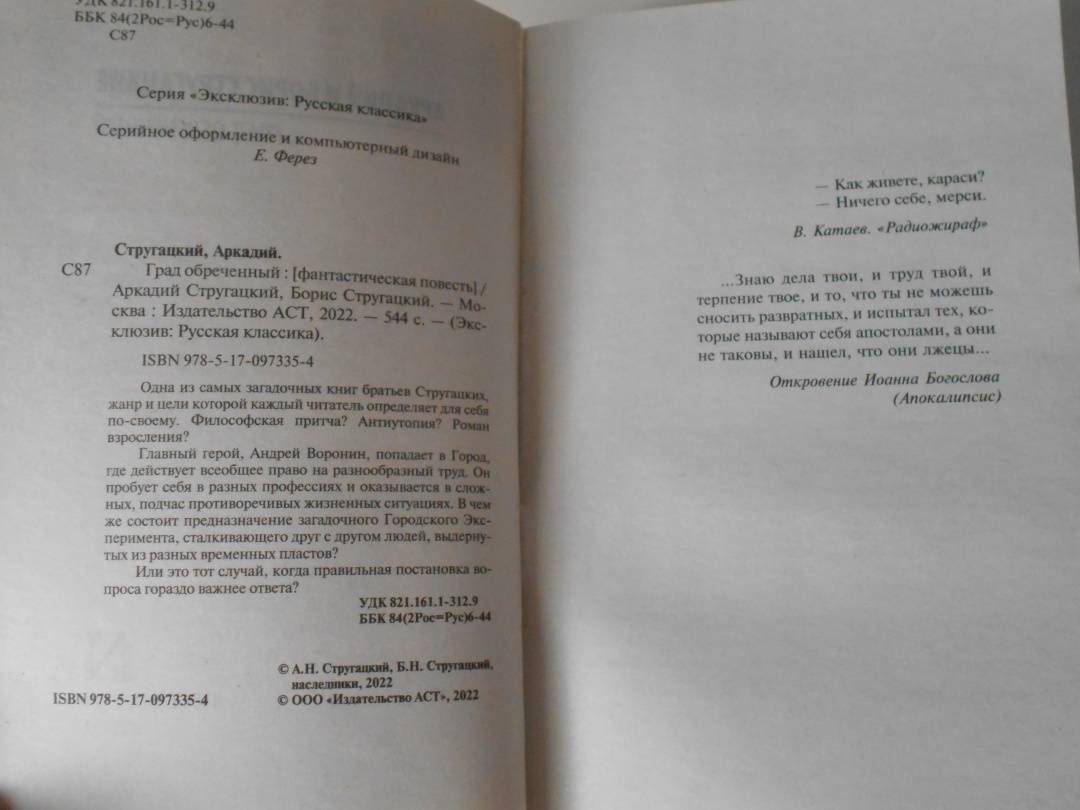 УДК 821.161.1-312.9
ББК 84(2Рос=Рус)6-44
С87
Серия «Эксклюзив: Русская классика»
Серийное оформление и компьютерный дизайн
Е. Ферез
Стругацкий, Аркадий.
С87
Град обреченный : [фантастическая повесть] /
Аркадий Стругацкий, Борис Стругацкий. — Мо-
сква : Издательство АСТ, 2022. — 544 с. — (Экс-
клюзив: Русская классика).
ISBN 978-5-17-097335-4
Одна из самых загадочных книг братьев Стругацких,
жанр и цели которой каждый читатель определяет для себя
по-своему. Философская притча? Антиутопия? Роман
взросления?
Главный герой, Андрей Воронин, попадает в Город,
где действует всеобщее право на разнообразный труд. Он
пробует себя в разных профессиях и оказывается в слож-
ных, подчас противоречивых жизненных ситуациях. В чем
же состоит предназначение загадочного Городского Экс-
перимента, сталкивающего друг с другом людей, выдерну-
тых из разных временных пластов?
Или это тот случай, когда правильная постановка во-
проса гораздо важнее ответа?
УДК 821.161.1-312.9
ББК 84(2Рос=Рус)6-44
© А.Н. Стругацкий, Б.Н. Стругацкий,
наследники, 2022
ISBN 978-5-17-097335-4
© ООО «Издательство АСТ», 2022
— Как живете, караси?
— Ничего себе, мерси.
В. Катаев. «Радиожираф»
...Знаю дела твои, и труд твой, и
терпение твое, и то, что ты не можешь
сносить развратных, и испытал тех, ко-
торые называют себя апостолами, а они
не таковы, и нашел, что они лжецы...
Откровение Иоанна Богослова
(Апокалипсис)